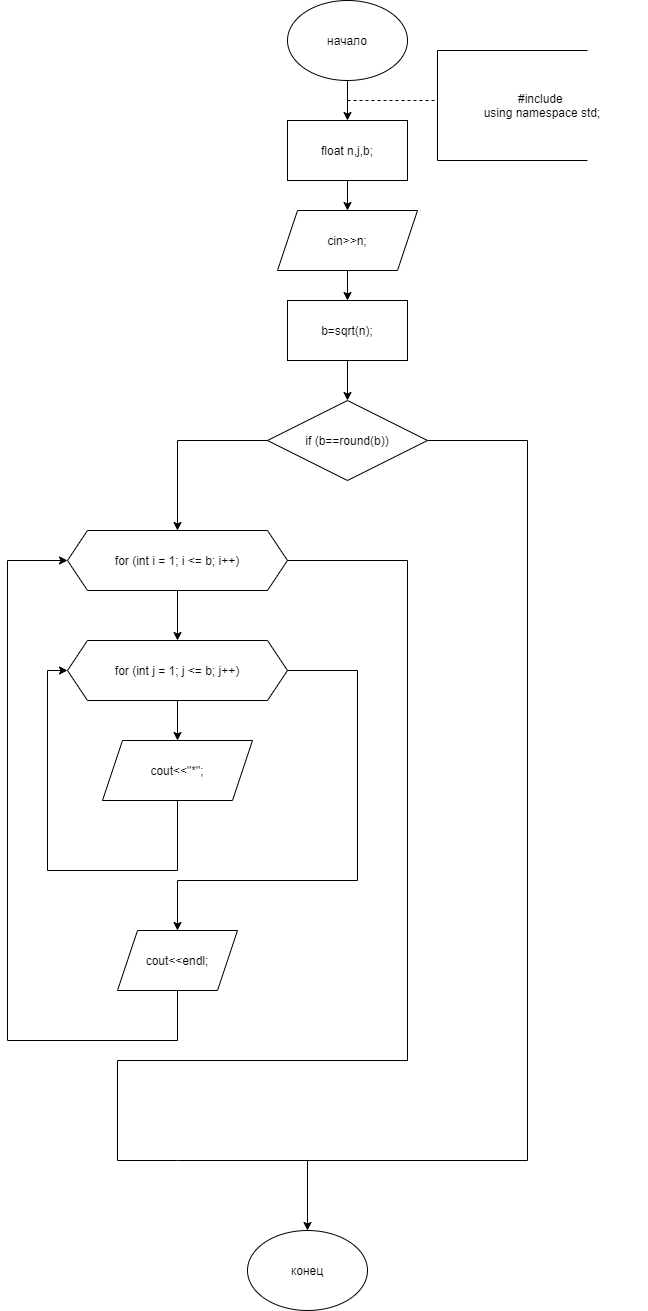 начало
#include
using namespace std;
float n,j,b;
cin>>n;
b=sqrt(n);
if (b==round(b))
for (int i = 1; i <= b; i++)
for (int j = 1; j <= b; j++)
cout<<"*";
cout<<endl;
конец